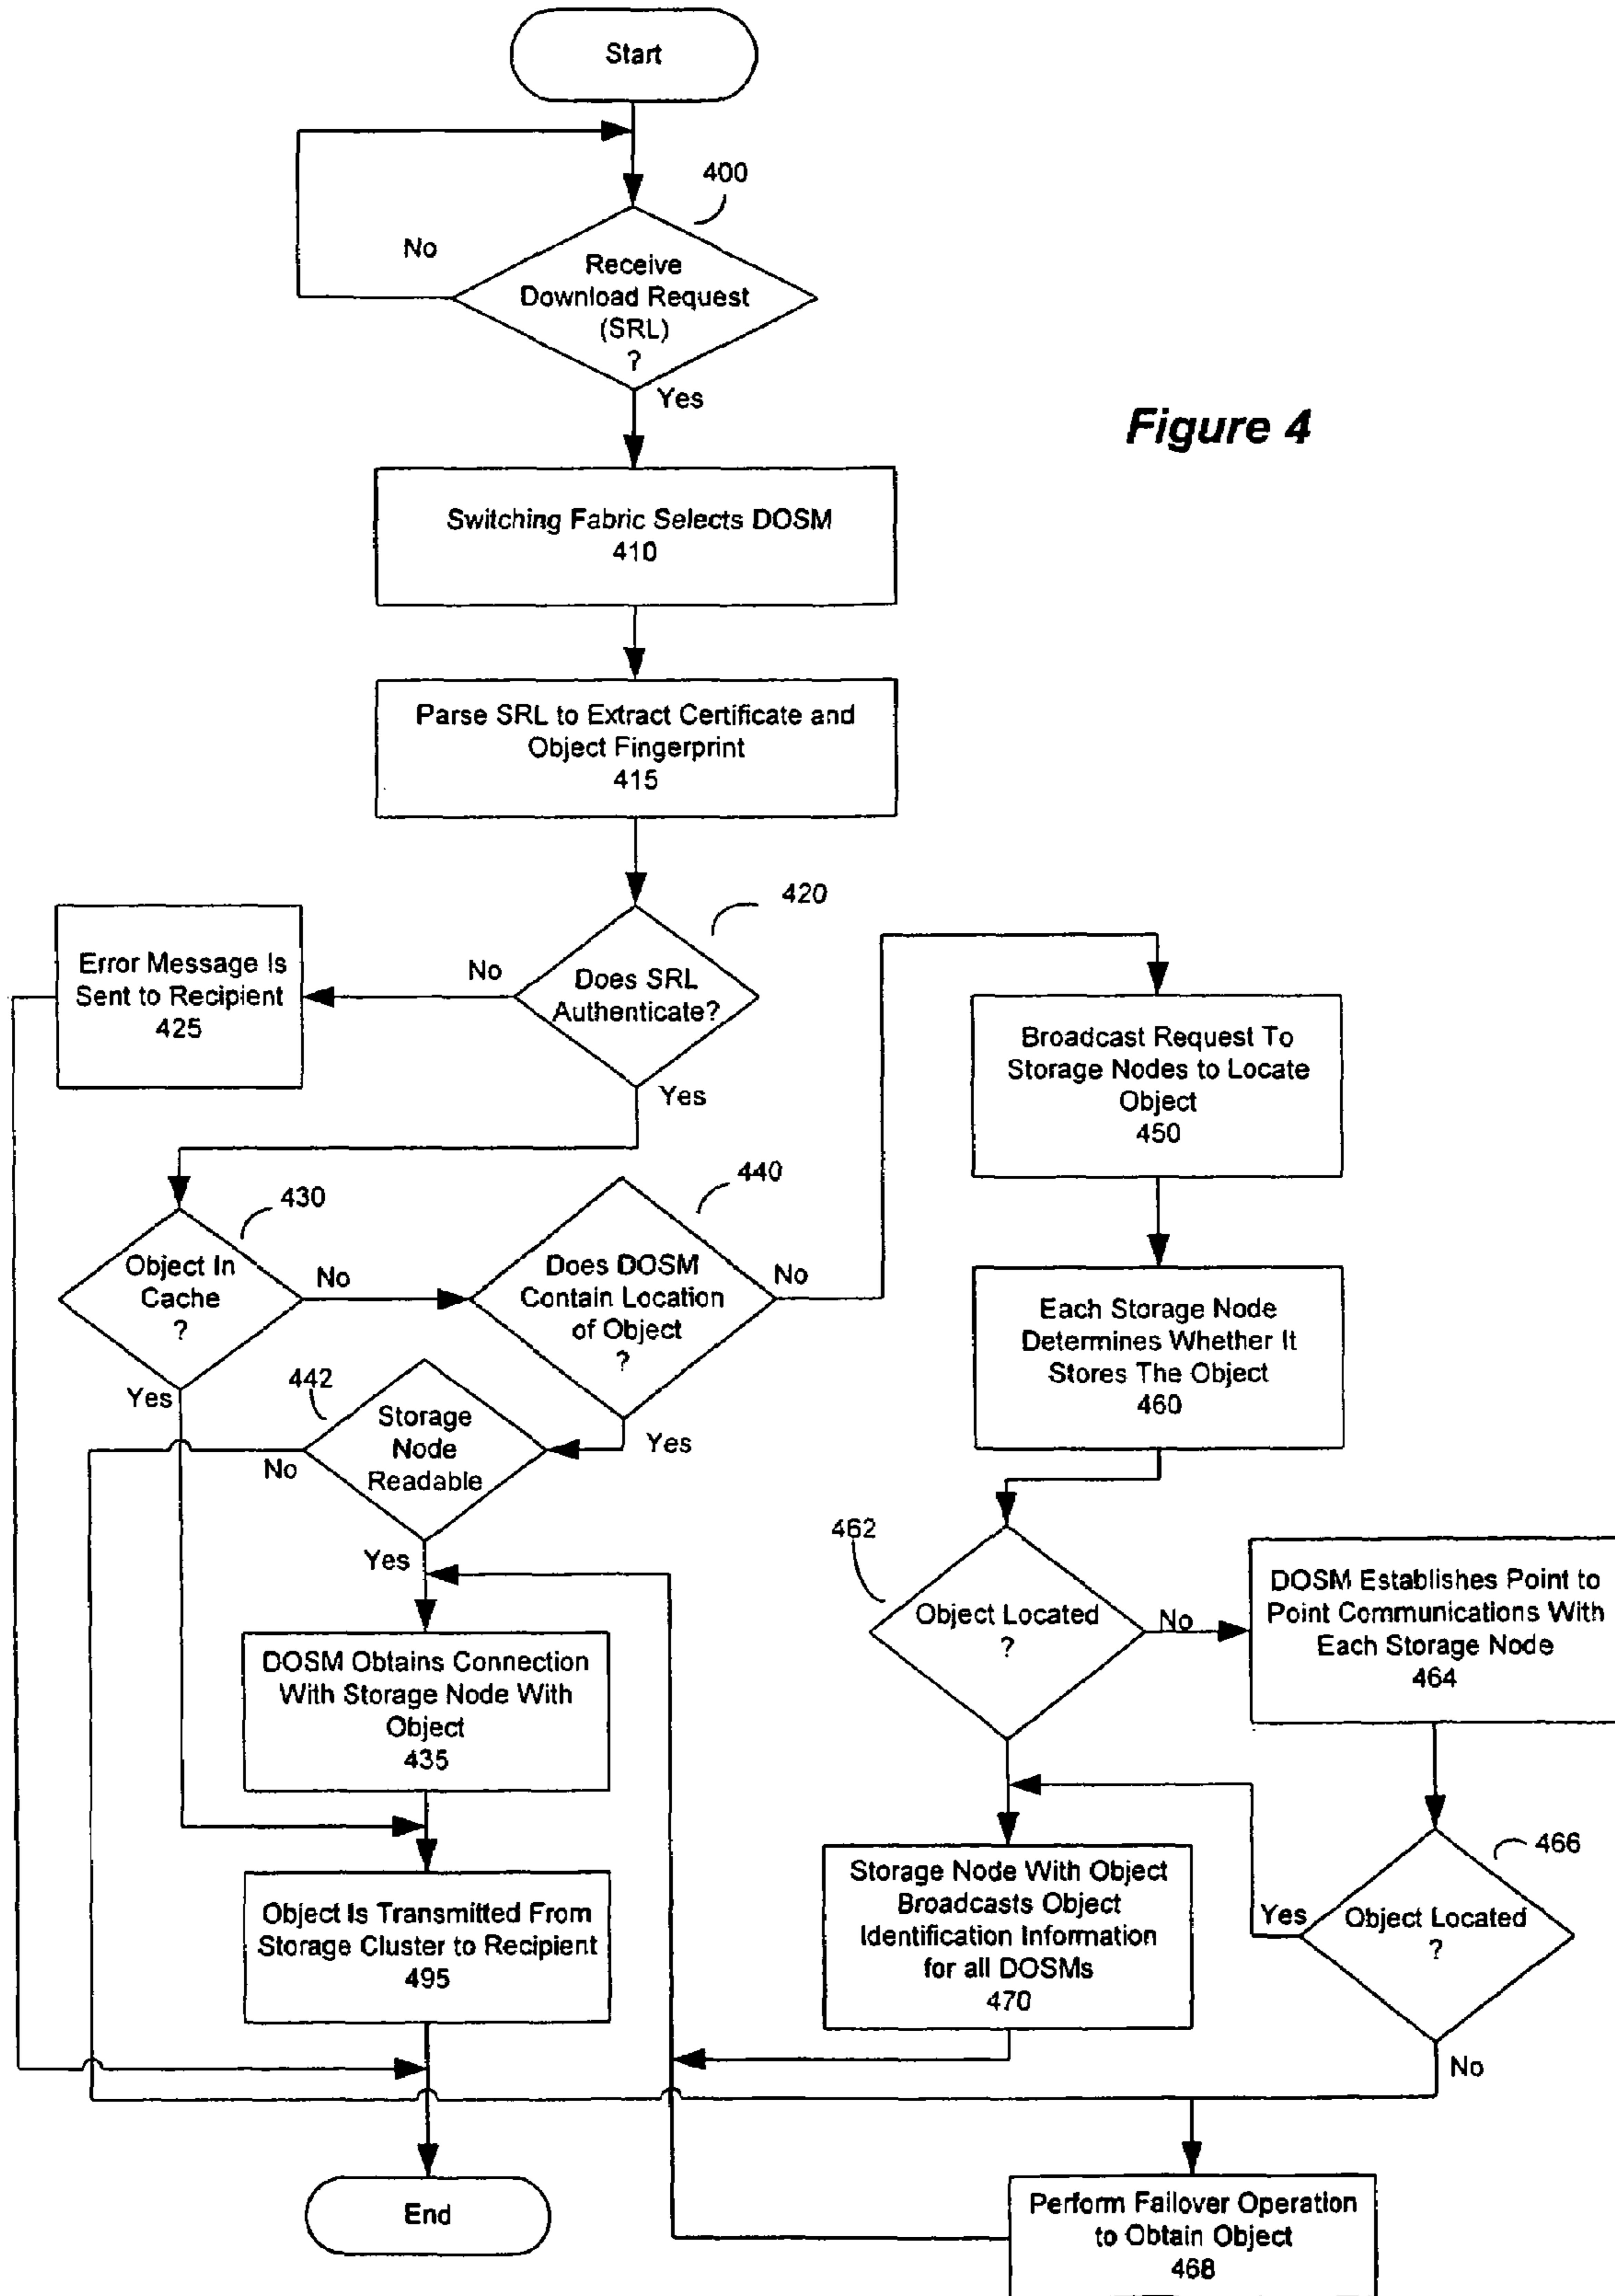 Start
400
No
Receive
Download Request
(SRL)
?
Yes
Figure 4
Switching Fabric Selects DOSM
410
Parse SRL to Extract Certificate and
Object Fingerprint
415
420
Error Message Is
Sent to Recipient
425
No
Does SRL
Authenticate?
Yes
Broadcast Request To
Storage Nodes to Locate
Object
450
430
Object In
Cache
?
No
Yes
440
Does DOSM
Contain Location
of Object
?
No
Yes
442
Storage
Node
Readable
No
Yes
Each Storage Node
Determines Whether It
Stores The Object
460
462
Object Located
?
No
DOSM Establishes Point to
Point Communications With
Each Storage Node
464
DOSM Obtains Connection
With Storage Node With
Object
435
466
Object Located
?
Yes
No
Storage Node With Object
Broadcasts Object
Identification Information
for all DOSMs
470
Object Is Transmitted From
Storage Cluster to Recipient
495
End
Perform Failover Operation
to Obtain Object
468